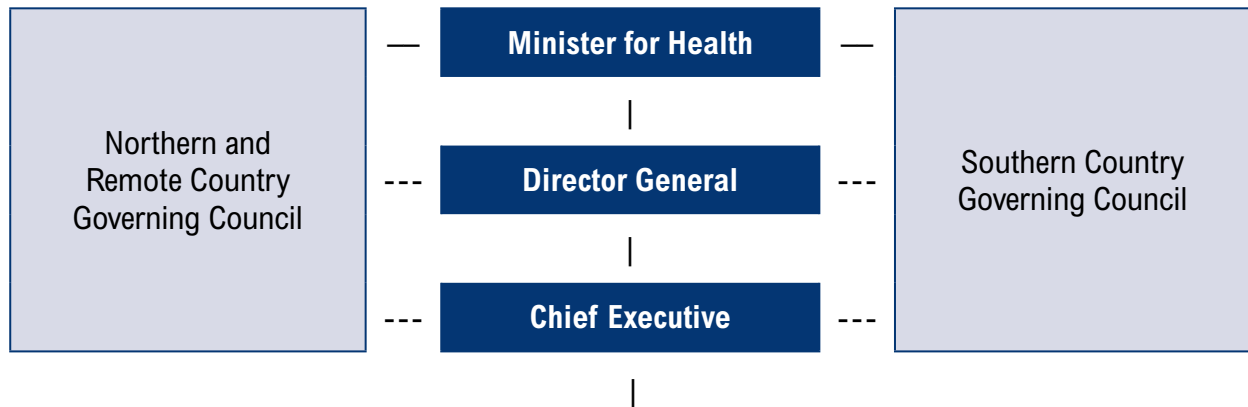 Minister for Health
Northern and
Remote Country
Governing Council
Director General
Southern Country
Governing Council
Chief Executive